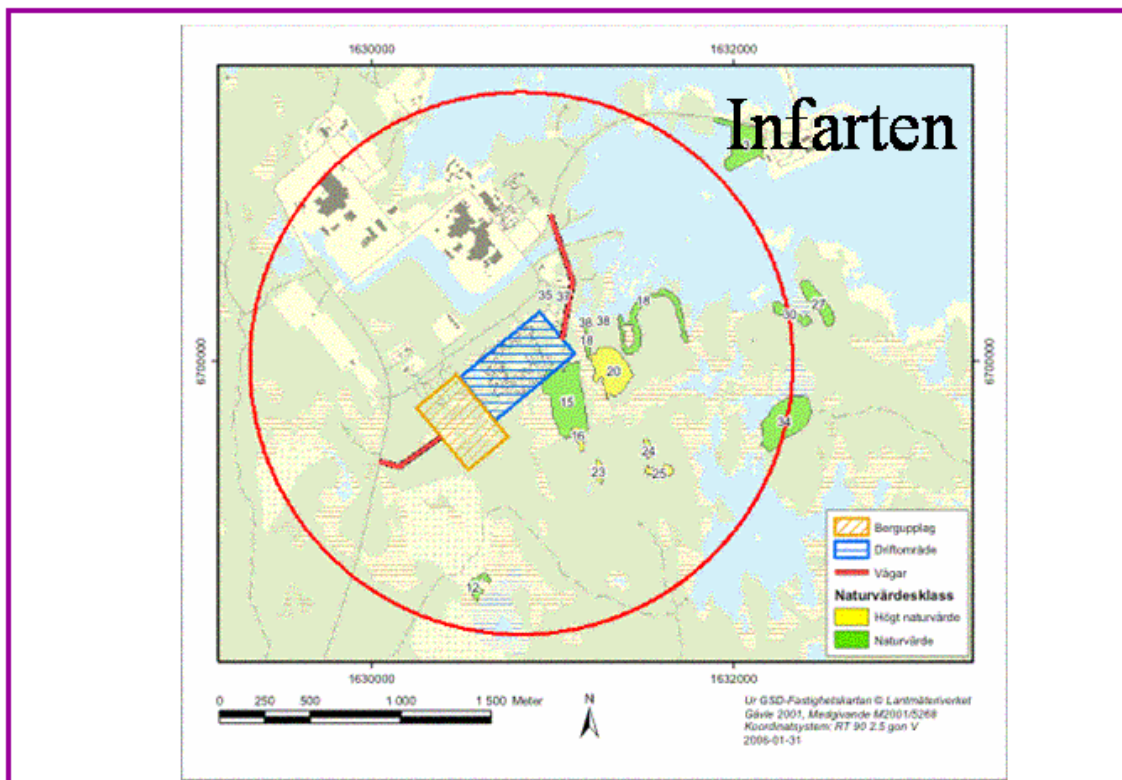 1630000
1632000
Infarten
35
37
18
27
30
38
38
18
6700000
6700000
20
15
34
16
24
23
25
12
Bergupplag
Driftområde
Vägar
Naturvärdesklass
Högt naturvärde
Naturvärde
1630000
1632000
0 250 500 1 000 1 500 Meter
N
Ur GSD-Fastighetskartan © Lantmäteriverket
Gävle 2001, Medgivande M2001/5268
Koordinatsystem: RT 90 2.5 gon V
2006-01-31